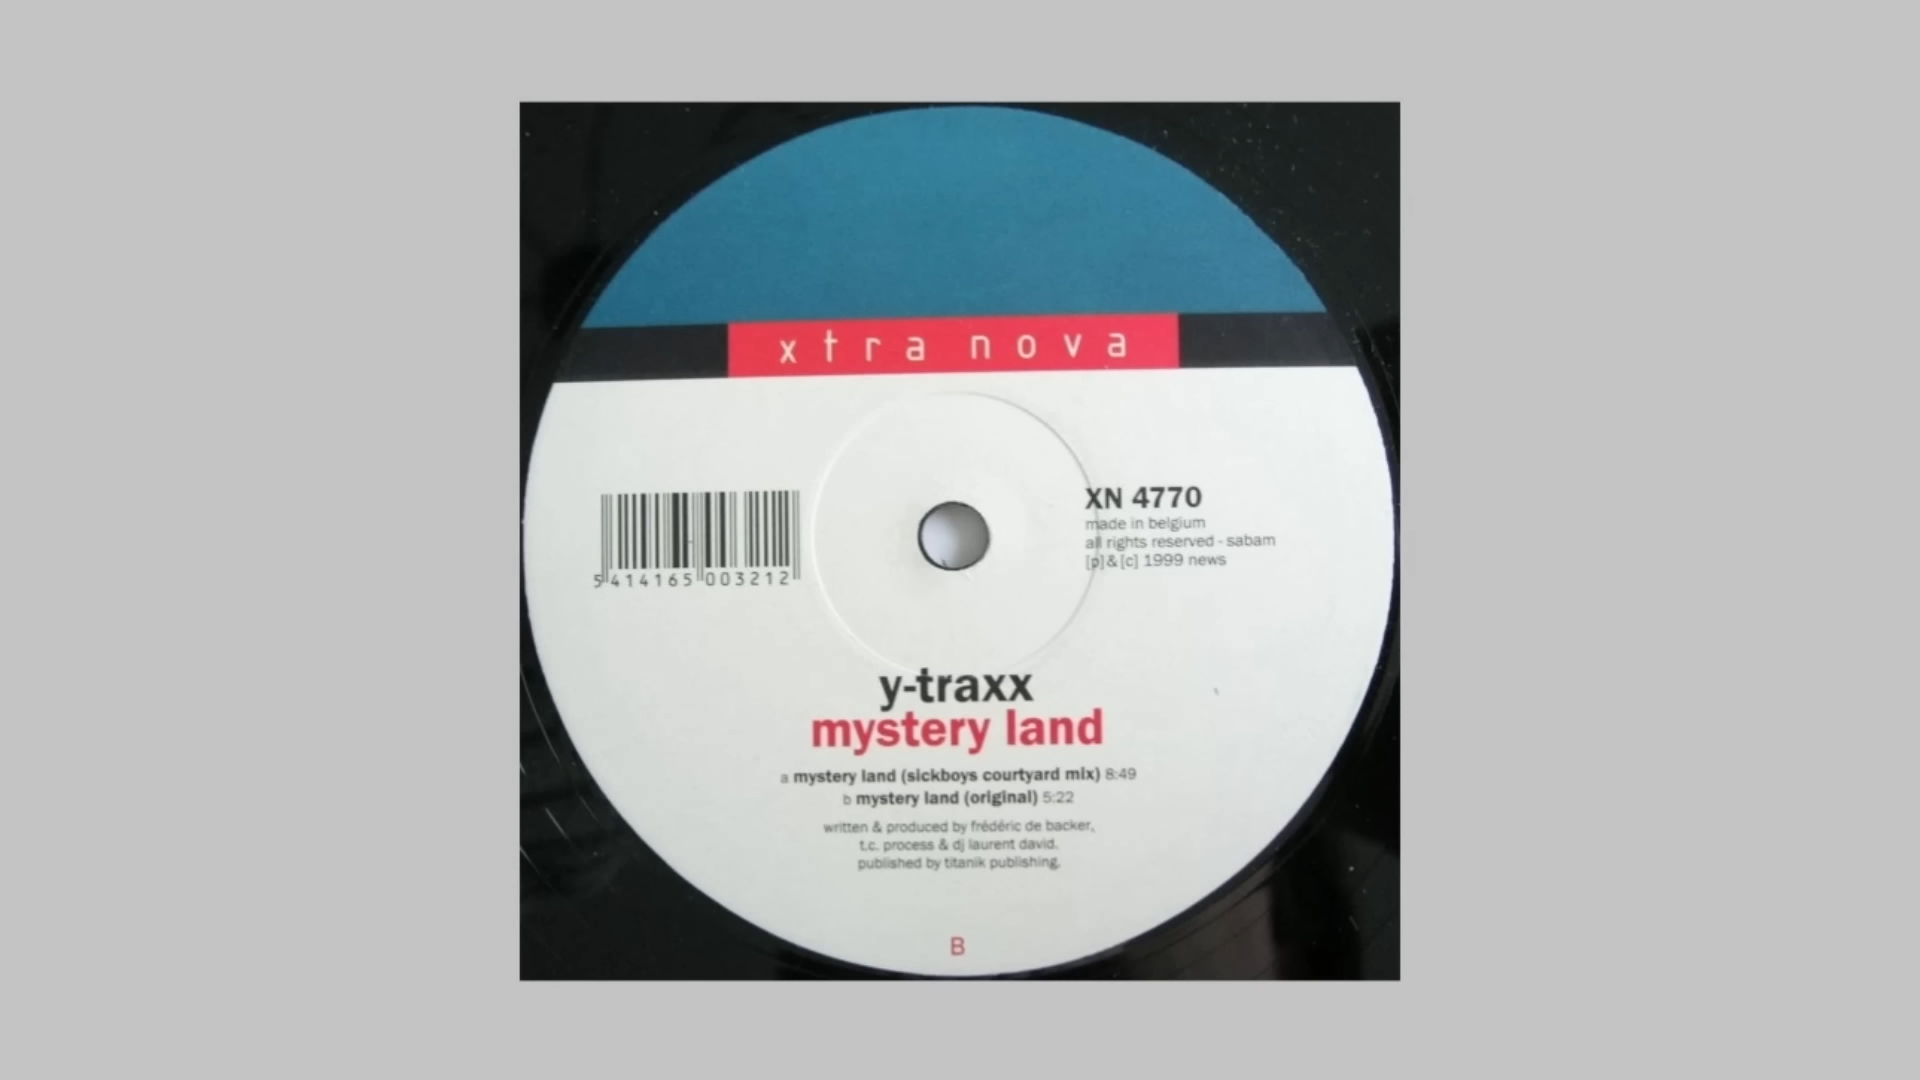 xtra nova
XN 4770
made in belgium
all rights reserved - sabam
[p]&[c] 1999 news
5 414165 003212
y-traxx
mystery land
a mystery land (sickboys courtyard mix) 8:49
b mystery land (original) 5:22
written & produced by frédéric de backer,
t.c. process & dj laurent david.
published by titanik publishing.
B